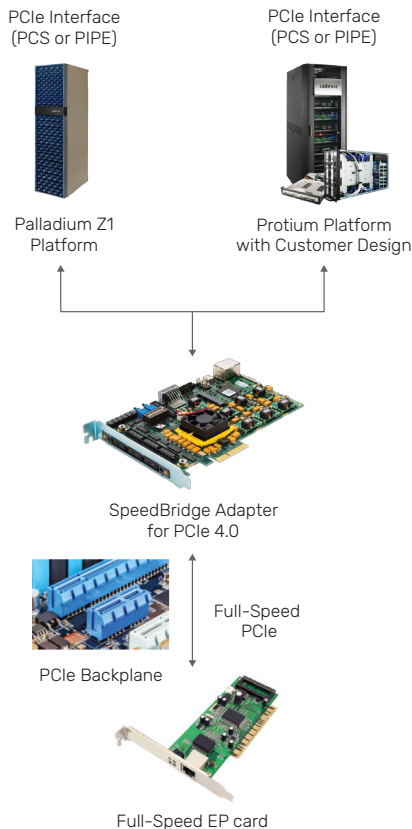 PCIe Interface
(PCS or PIPE)
PCIe Interface
(PCS or PIPE)
cadence
Palladium Z1
Platform
Protium Platform
with Customer Design
SpeedBridge Adapter
for PCIe 4.0
Full-Speed
PCIe
PCIe Backplane
Full-Speed EP card